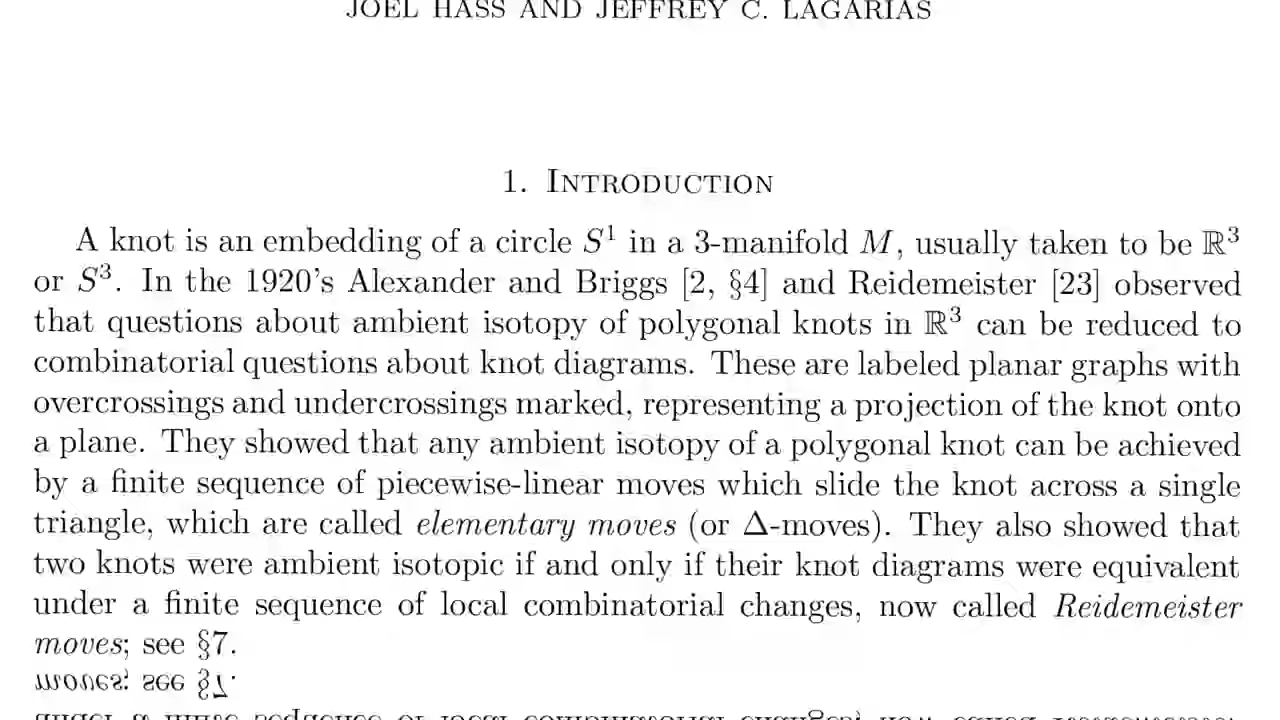 JOEL HASS AND JEFFREY C. LAGARIAS
1. INTRODUCTION
A knot is an embedding of a circle S¹ in a 3-manifold M, usually taken to be ℝ³
or S³. In the 1920's Alexander and Briggs [2, §4] and Reidemeister [23] observed
that questions about ambient isotopy of polygonal knots in ℝ³ can be reduced to
combinatorial questions about knot diagrams. These are labeled planar graphs with
overcrossings and undercrossings marked, representing a projection of the knot onto
a plane. They showed that any ambient isotopy of a polygonal knot can be achieved
by a finite sequence of piecewise-linear moves which slide the knot across a single
triangle, which are called elementary moves (or Δ-moves). They also showed that
two knots were ambient isotopic if and only if their knot diagrams were equivalent
under a finite sequence of local combinatorial changes, now called Reidemeister
moves; see §7.